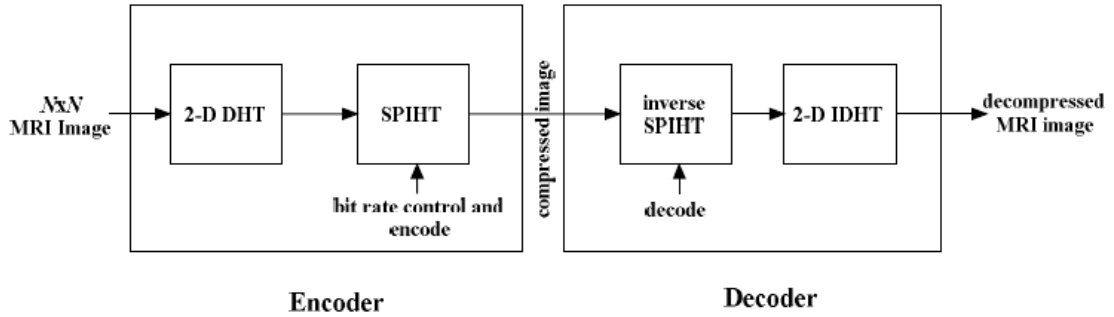 NxN
MRI Image
2-D DHT
SPIHT
bit rate control and
encode
compressed image
inverse
SPIHT
decode
2-D IDHT
decompressed
MRI image
Encoder
Decoder